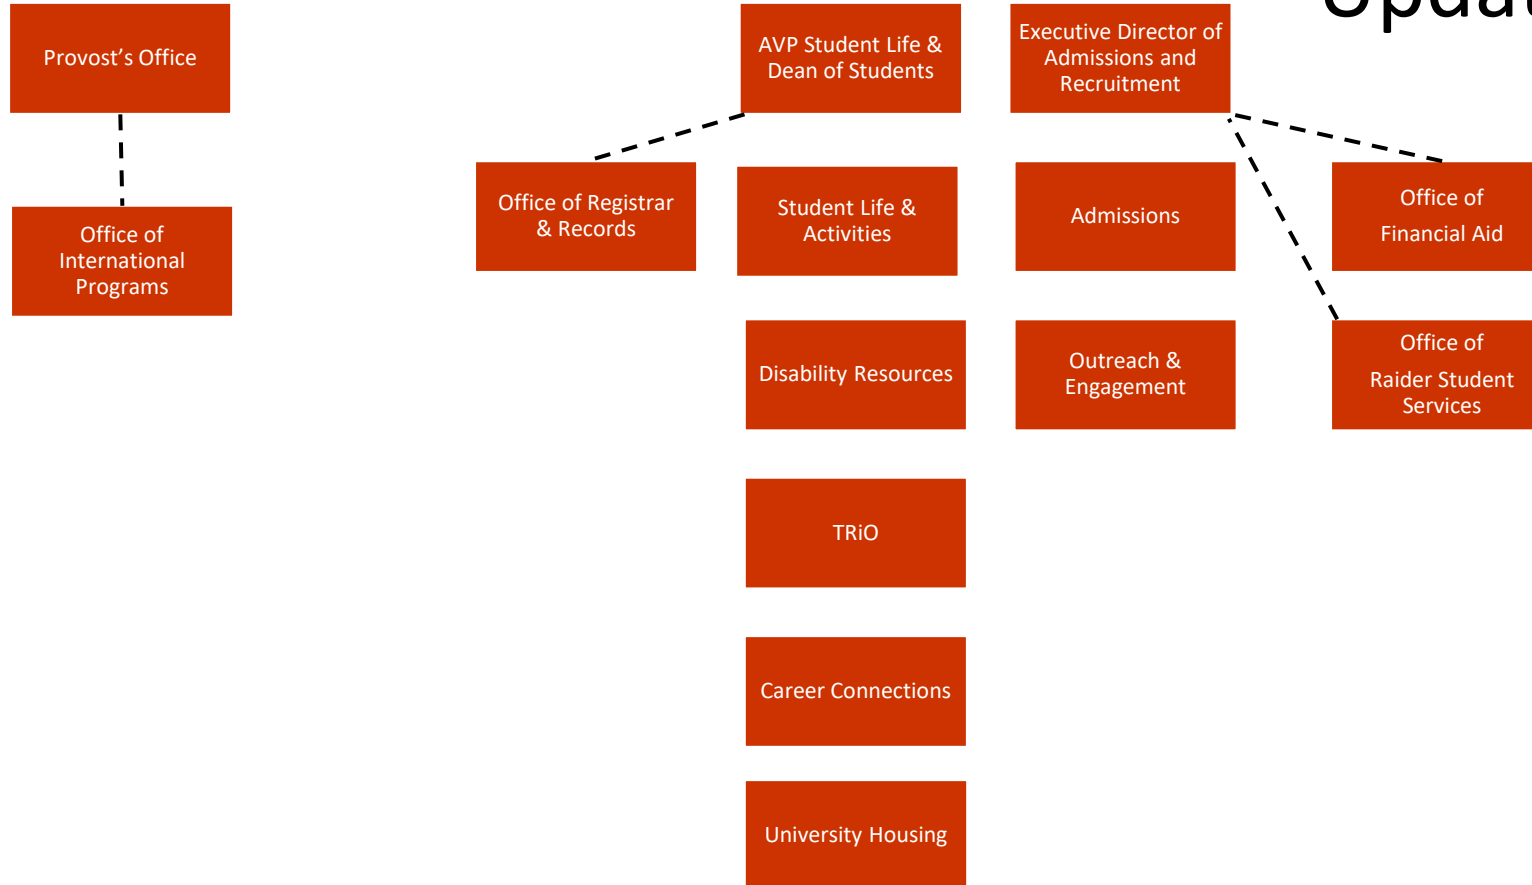 Provost's Office
AVP Student Life &
Dean of Students
Executive Director of
Admissions and
Recruitment
Office of
International
Programs
Office of Registrar
& Records
Student Life &
Activities
Admissions
Office of
Financial Aid
Disability Resources
Outreach &
Engagement
Office of
Raider Student
Services
TRiO
Career Connections
University Housing